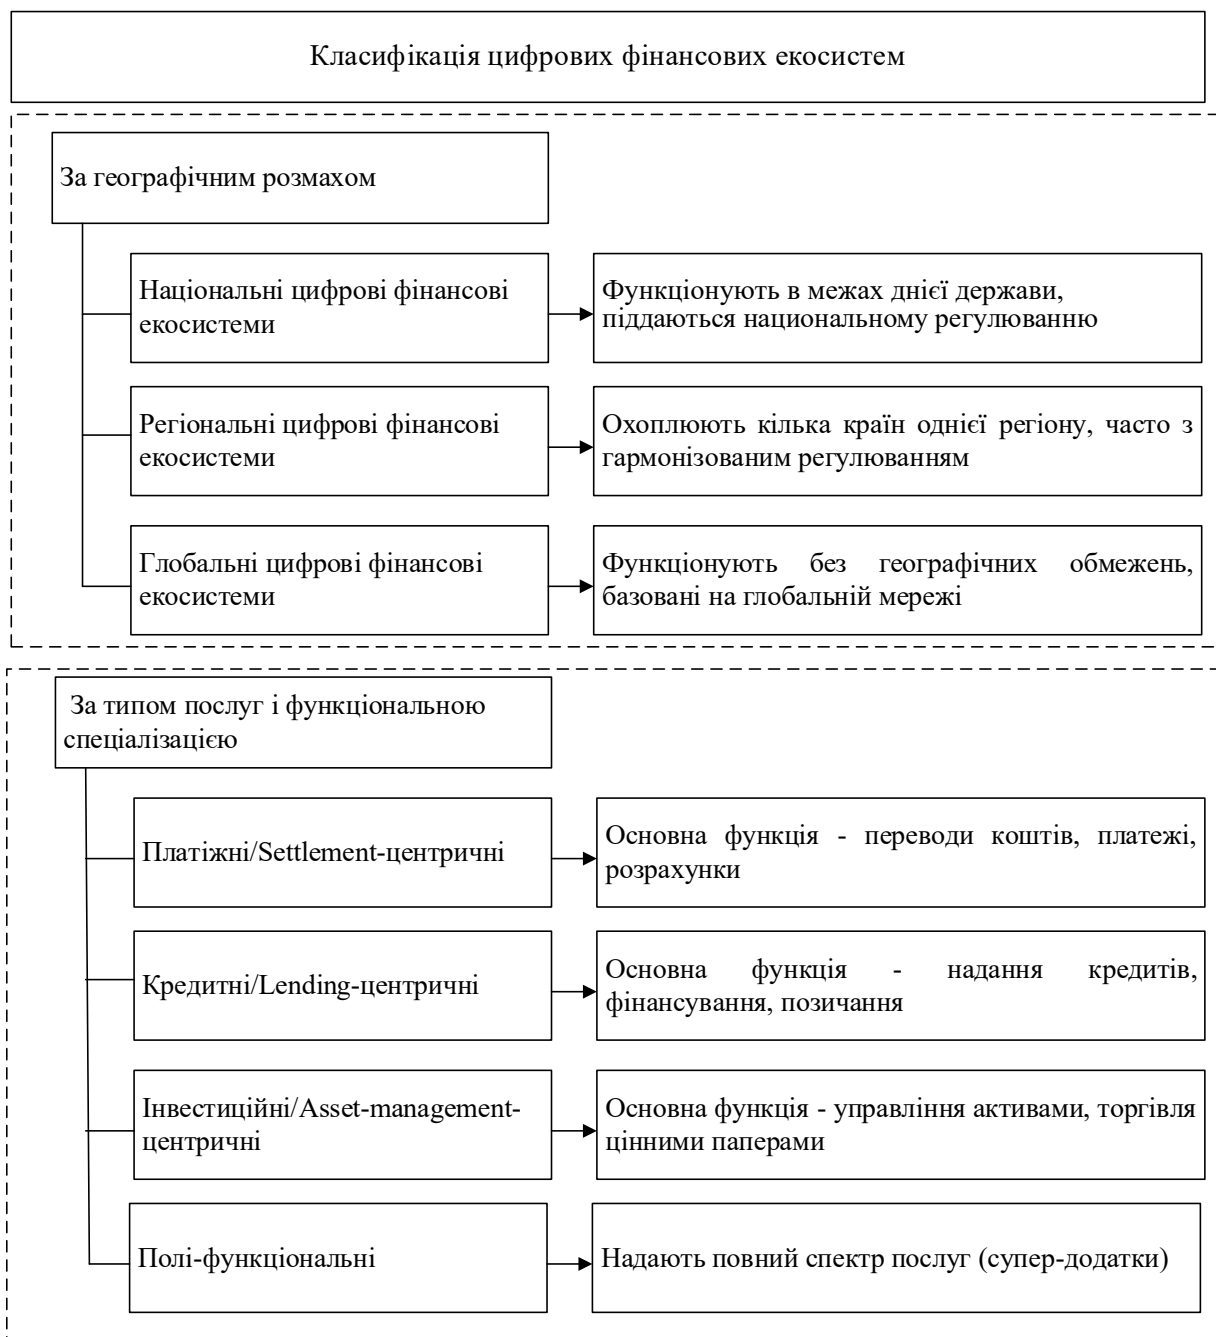 Класифікація цифрових фінансових екосистем
За географічним розмахом
Національні цифрові фінансові
екосистеми
Функціонують в межах днієї держави,
піддаються национальному регулюванню
Регіональні цифрові фінансові
екосистеми
Охоплюють кілька країн однієї регіону, часто з
гармонізованим регулюванням
Глобальні цифрові фінансові
екосистеми
Функціонують без географічних обмежень,
базовані на глобальній мережі
За типом послуг і функціональною
спеціалізацією
Платіжні/Settlement-центричні
Основна функція - переводи коштів, платежі,
розрахунки
Кредитні/Lending-центричні
Основна функція - надання кредитів,
фінансування, позичання
Інвестиційні/Asset-management-
центричні
Основна функція - управління активами, торгівля
цінними паперами
Полі-функціональні
Надають повний спектр послуг (супер-додатки)